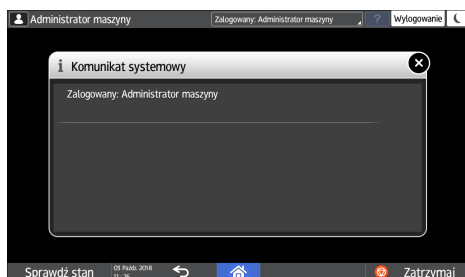 Administrator maszyny
Zalogowany: Administrator maszyny
?
Wylogowanie
i Komunikat systemowy
Zalogowany: Administrator maszyny
Sprawdź stan
03 Paźdz. 2018
Zatrzymaj